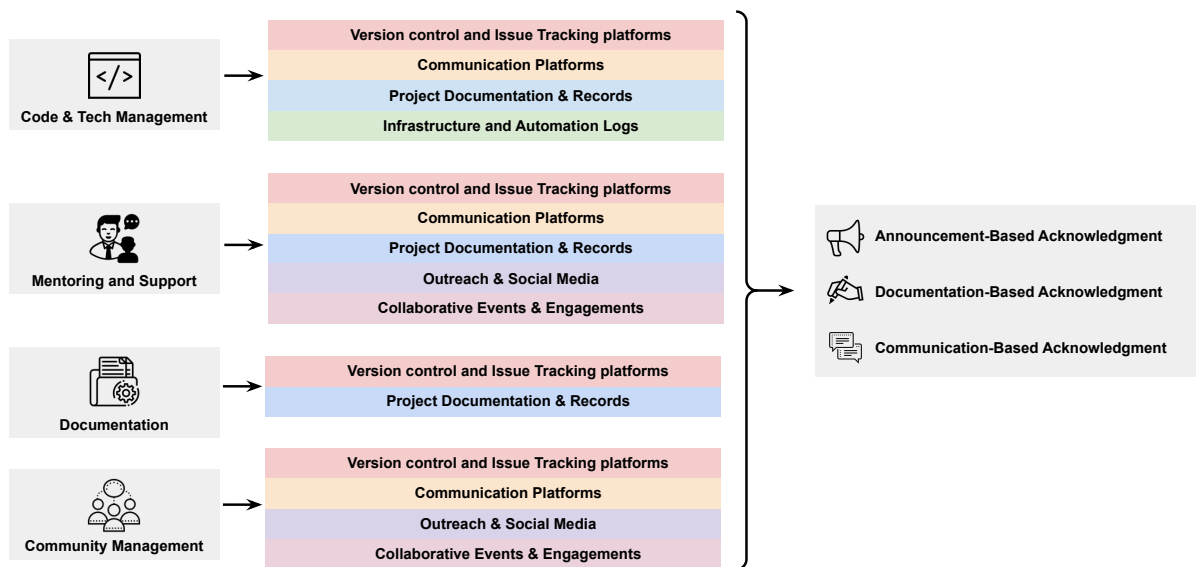 </>
Code & Tech Management
Version control and Issue Tracking platforms
Communication Platforms
Project Documentation & Records
Infrastructure and Automation Logs
Mentoring and Support
Version control and Issue Tracking platforms
Communication Platforms
Project Documentation & Records
Outreach & Social Media
Collaborative Events & Engagements
Documentation
Version control and Issue Tracking platforms
Project Documentation & Records
Community Management
Version control and Issue Tracking platforms
Communication Platforms
Outreach & Social Media
Collaborative Events & Engagements
Announcement-Based Acknowledgment
Documentation-Based Acknowledgment
Communication-Based Acknowledgment